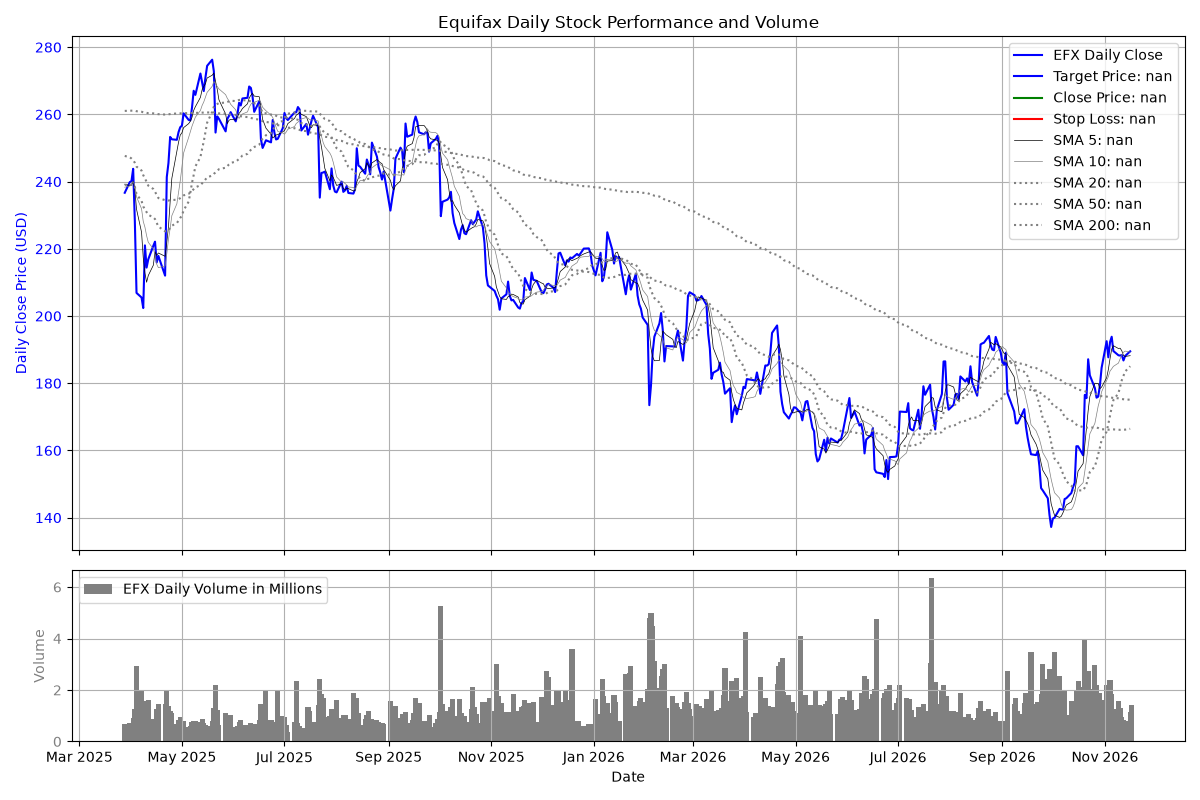 Equifax Daily Stock Performance and Volume
Daily Close Price (USD)
280
260
240
220
200
180
160
140
EFX Daily Close
Target Price: nan
Close Price: nan
Stop Loss: nan
SMA 5: nan
SMA 10: nan
SMA 20: nan
SMA 50: nan
SMA 200: nan
Volume
6
4
2
0
EFX Daily Volume in Millions
Mar 2025
May 2025
Jul 2025
Sep 2025
Nov 2025
Jan 2026
Mar 2026
May 2026
Jul 2026
Sep 2026
Nov 2026
Date